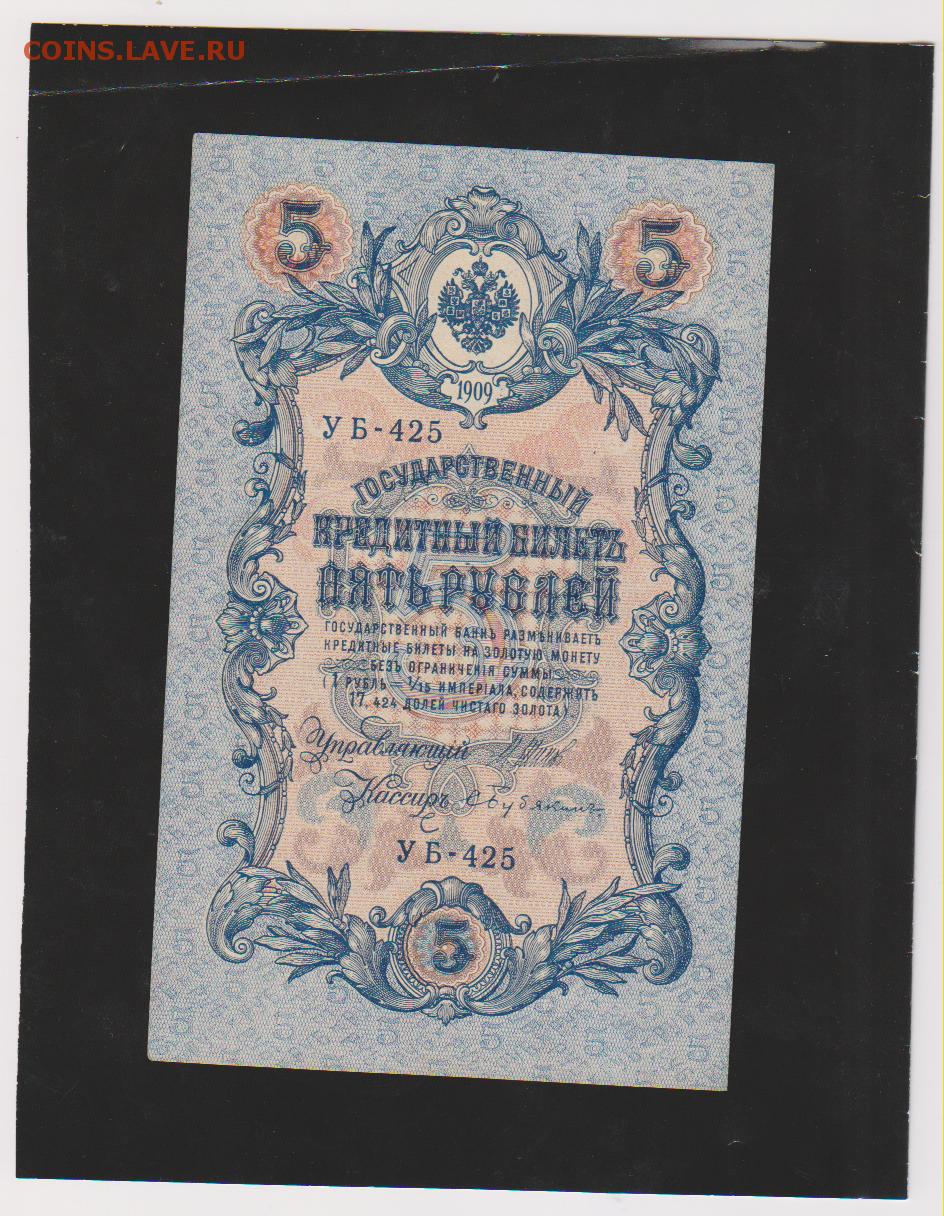 COINS.LAVE.RU
5 5
1909
УБ-425
ГОСУДАРСТВЕННЫЙ
КРЕДИТНЫЙ БИЛЕТЪ
ПЯТЬ РУБЛЕЙ
ГОСУДАРСТВЕННЫЙ БАНКЪ РАЗМѢНИВАЕТЪ
КРЕДИТНЫЕ БИЛЕТЫ НА ЗОЛОТУЮ МОНЕТУ
БЕЗЪ ОГРАНИЧЕНІЯ СУММЫ
(1 РУБЛЬ = 1/15 ИМПЕРІАЛА, СОДЕРЖИТЪ
17,424 ДОЛЕЙ ЧИСТАГО ЗОЛОТА).
Управляющій
Кассиръ
УБ-425
5